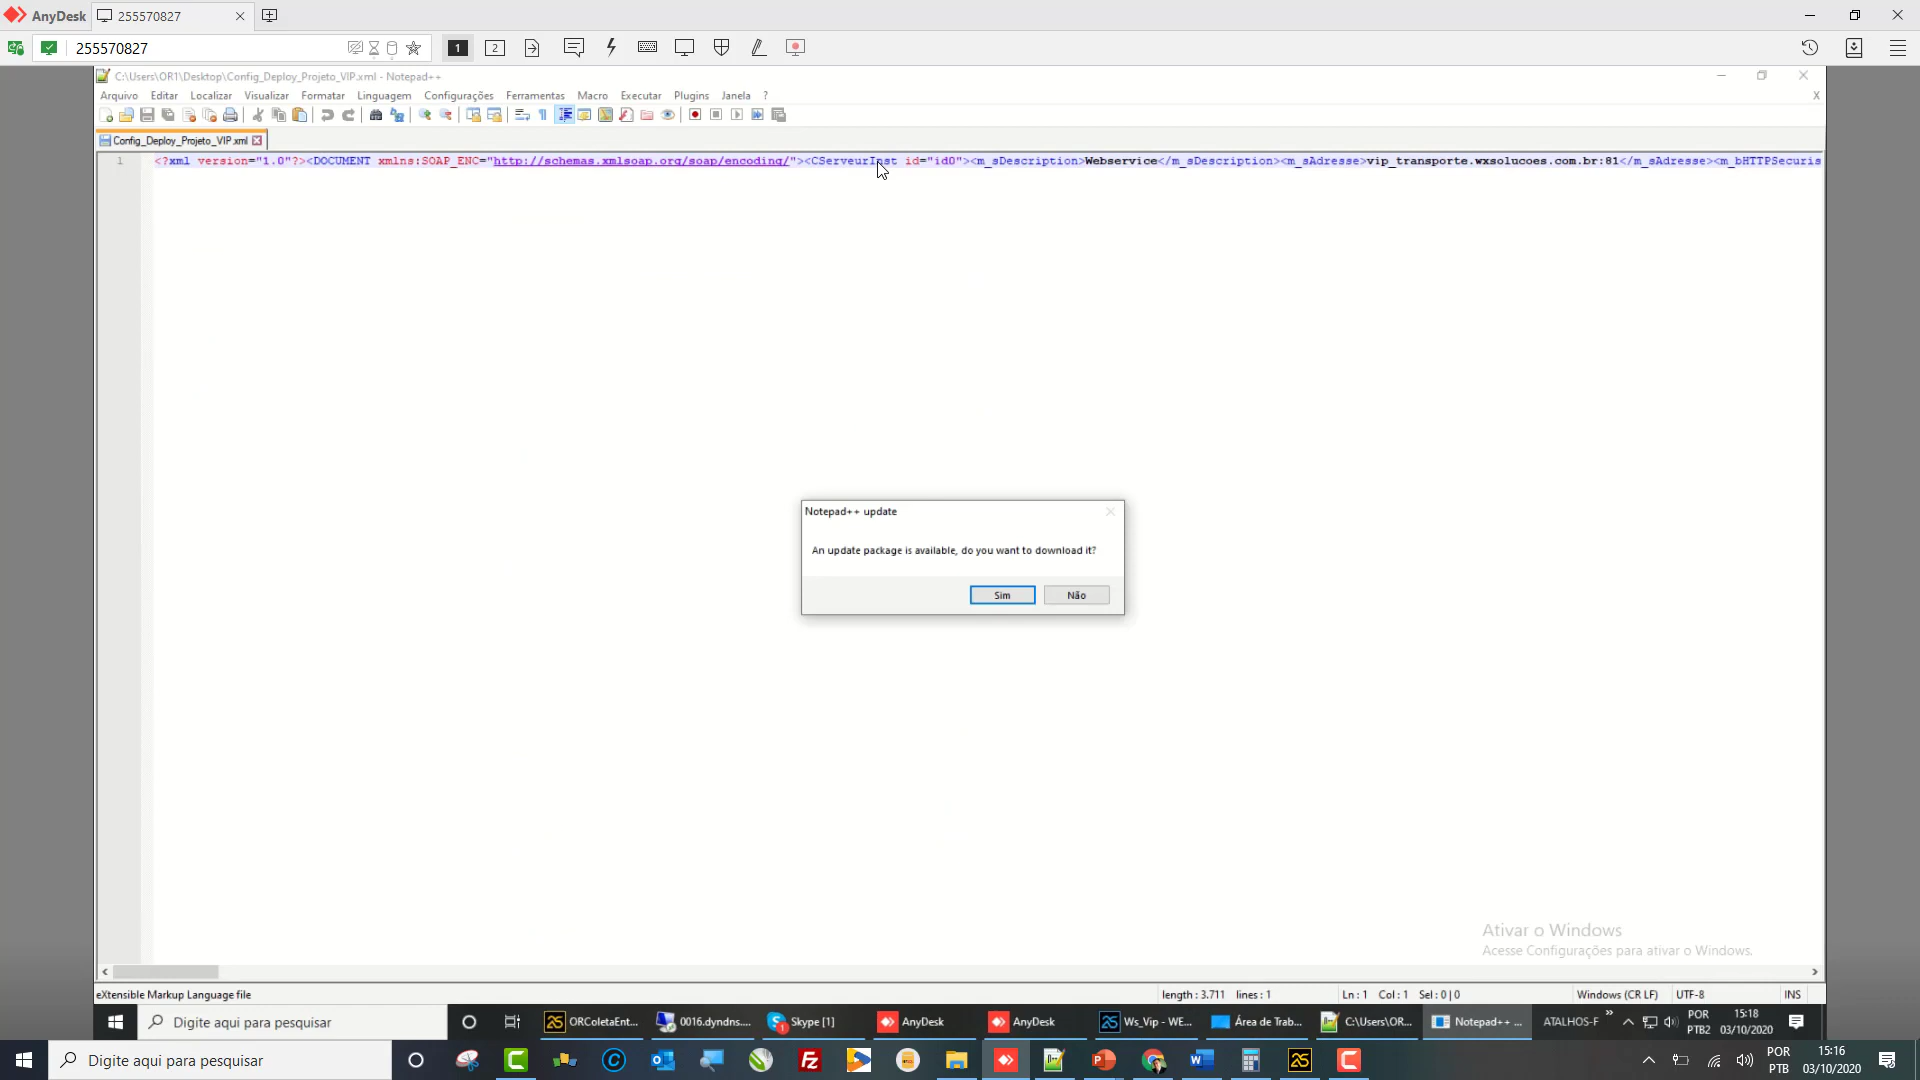 AnyDesk 255570827
255570827 1 2
C:\Users\OR1\Desktop\Config_Deploy_Projeto_VIP.xml - Notepad++
Arquivo Editar Localizar Visualizar Formatar Linguagem Configurações Ferramentas Macro Executar Plugins Janela ? X
Config_Deploy_Projeto_VIP.xml
1 <?xml version="1.0"?><DOCUMENT xmlns:SOAP_ENC="http://schemas.xmlsoap.org/soap/encoding/"><CServeurInst id="id0"><m_sDescription>Webservice</m_sDescription><m_sAdresse>vip_transporte.wxsolucoes.com.br:81</m_sAdresse><m_bHTTPSecuris
Notepad++ update
An update package is available, do you want to download it?
Sim Não
Ativar o Windows
Acesse Configurações para ativar o Windows.
eXtensible Markup Language file length : 3.711 lines : 1 Ln : 1 Col : 1 Sel : 0 | 0 Windows (CR LF) UTF-8 INS
Digite aqui para pesquisar ORColetaEnt... 0016.dyndns.... Skype [1] AnyDesk AnyDesk Ws_Vip - WE... Área de Trab... C:\Users\OR... Notepad++ ... ATALHOS-F POR PTB2 15:18 03/10/2020
Digite aqui para pesquisar POR PTB 15:16 03/10/2020